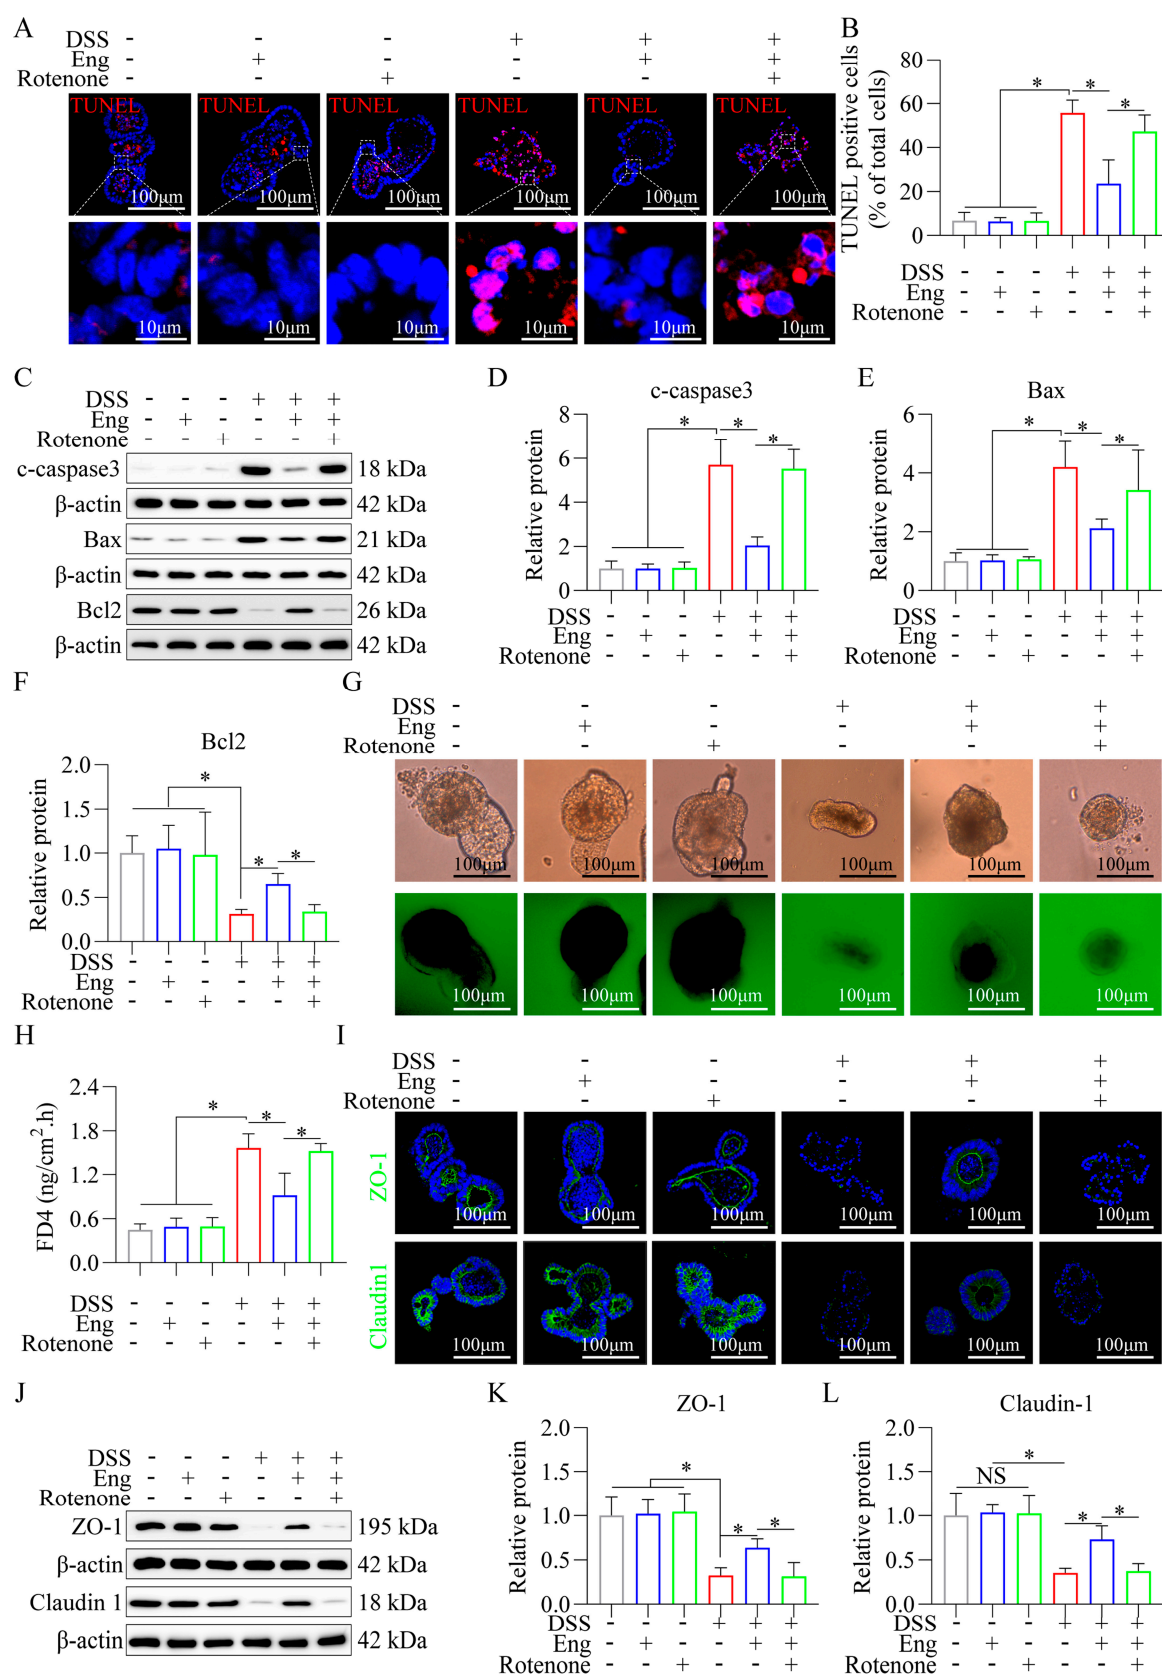 A
DSS - - - + + +
Eng - + - - + +
Rotenone - - + - - +
TUNEL TUNEL TUNEL TUNEL TUNEL TUNEL
100μm 100μm 100μm 100μm 100μm 100μm
10μm 10μm 10μm 10μm 10μm 10μm
B
TUNEL positive cells
(% of total cells)
80
60
40
20
0
* * *
DSS - - - + + +
Eng - + - - + +
Rotenone - - + - - +
C
DSS - - - + + +
Eng - + - - + +
Rotenone - - + - - +
c-caspase3 18 kDa
β-actin 42 kDa
Bax 21 kDa
β-actin 42 kDa
Bcl2 26 kDa
β-actin 42 kDa
D
c-caspase3
Relative protein
8
6
4
2
0
* * *
DSS - - - + + +
Eng - + - - + +
Rotenone - - + - - +
E
Bax
Relative protein
6
4
2
0
* * *
DSS - - - + + +
Eng - + - - + +
Rotenone - - + - - +
F
Bcl2
Relative protein
2.0
1.5
1.0
0.5
0.0
* * *
DSS - - - + + +
Eng - + - - + +
Rotenone - - + - - +
G
DSS - - - + + +
Eng - + - - + +
Rotenone - - + - - +
100μm 100μm 100μm 100μm 100μm 100μm
100μm 100μm 100μm 100μm 100μm 100μm
H
FD4 (ng/cm².h)
2.4
1.8
1.2
0.6
0.0
* * *
DSS - - - + + +
Eng - + - - + +
Rotenone - - + - - +
I
DSS - - - + + +
Eng - + - - + +
Rotenone - - + - - +
ZO-1
100μm 100μm 100μm 100μm 100μm 100μm
Claudin1
100μm 100μm 100μm 100μm 100μm 100μm
J
DSS - - - + + +
Eng - + - - + +
Rotenone - - + - - +
ZO-1 195 kDa
β-actin 42 kDa
Claudin 1 18 kDa
β-actin 42 kDa
K
ZO-1
Relative protein
2.0
1.5
1.0
0.5
0.0
* * *
DSS - - - + + +
Eng - + - - + +
Rotenone - - + - - +
L
Claudin-1
Relative protein
2.0
1.5
1.0
0.5
0.0
NS * * *
DSS - - - + + +
Eng - + - - + +
Rotenone - - + - - +